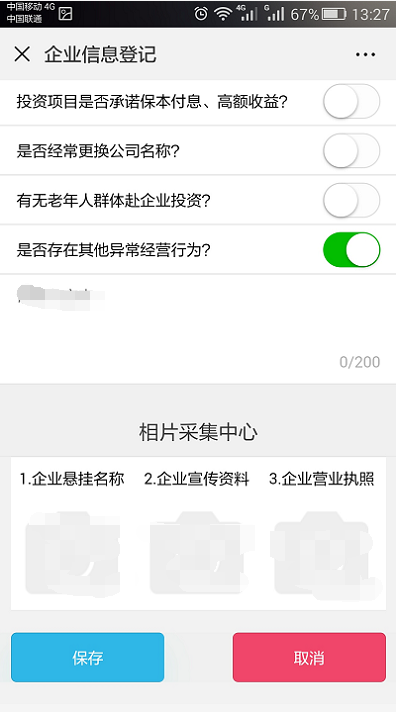 中国移动 4G
中国联通
4G
G
67%
13:27
企业信息登记
投资项目是否承诺保本付息、高额收益?
是否经常更换公司名称?
有无老年人群体赴企业投资?
是否存在其他异常经营行为?
0/200
相片采集中心
1.企业悬挂名称
2.企业宣传资料
3.企业营业执照
保存
取消